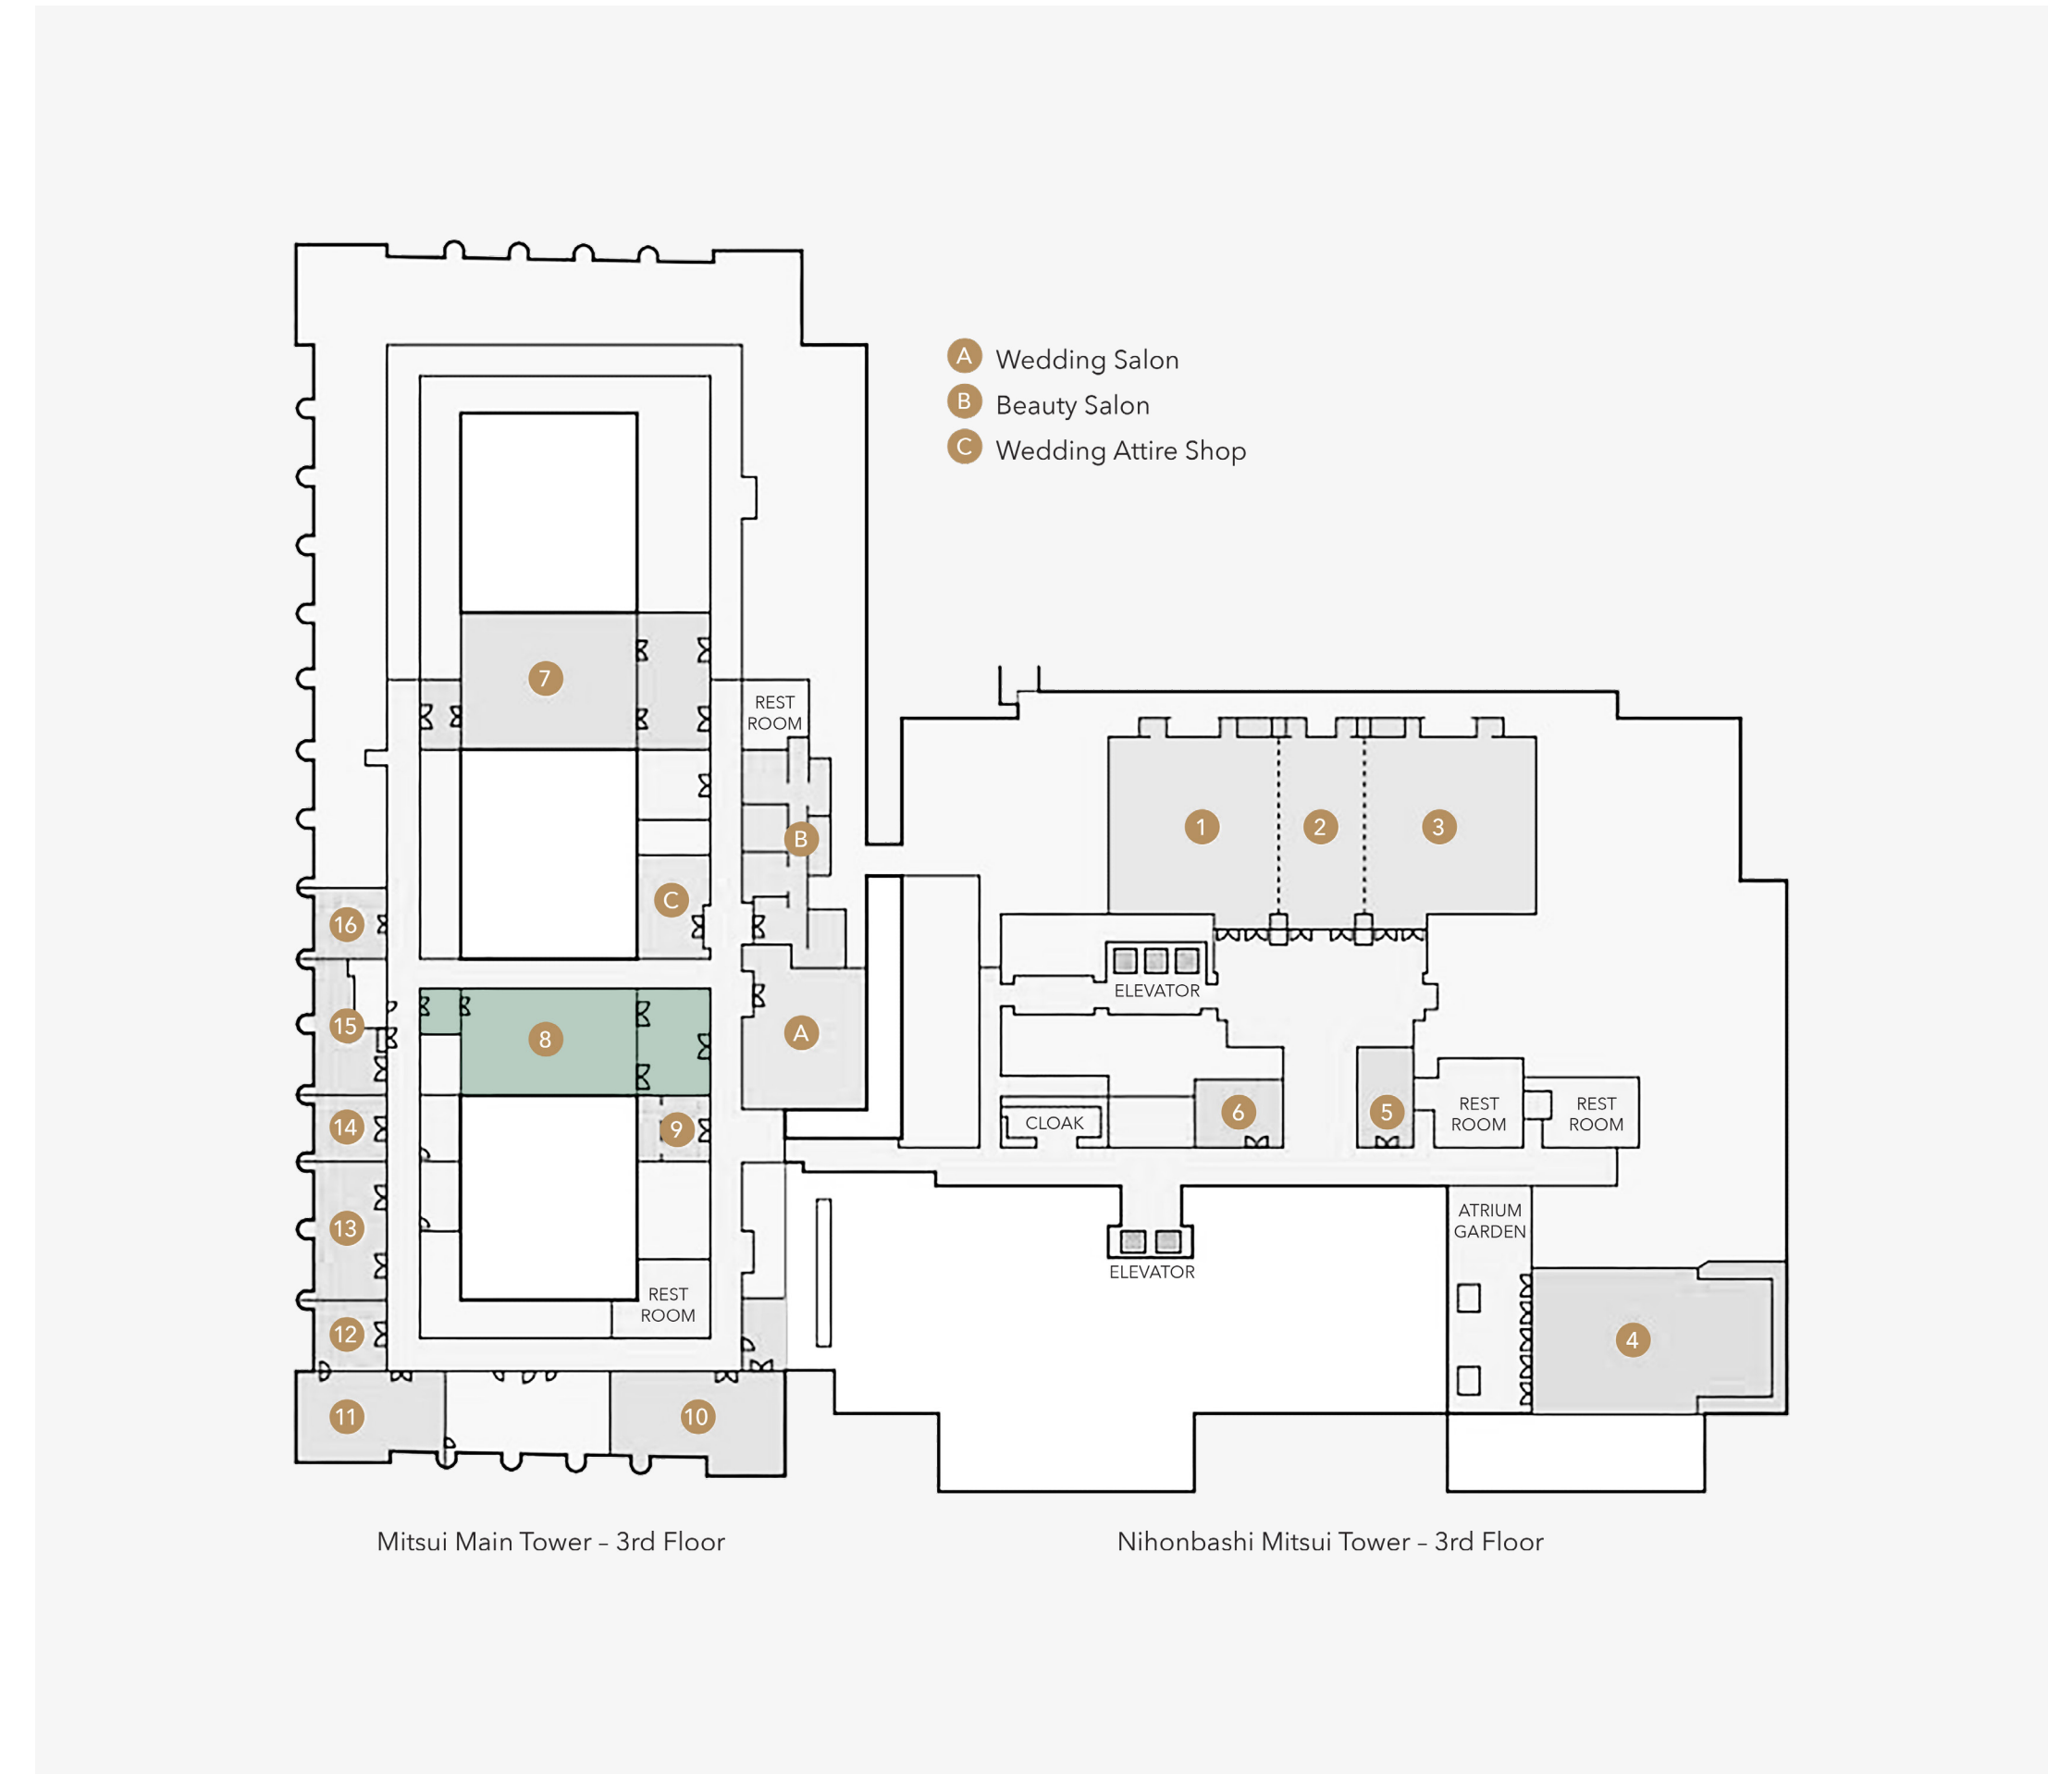 A Wedding Salon
B Beauty Salon
C Wedding Attire Shop
7
REST
ROOM
B
C
16
15
8
A
14
9
13
REST
ROOM
12
11
10
1
2
3
ELEVATOR
6
5
CLOAK
REST
ROOM
REST
ROOM
ATRIUM
GARDEN
ELEVATOR
4
Mitsui Main Tower – 3rd Floor
Nihonbashi Mitsui Tower – 3rd Floor